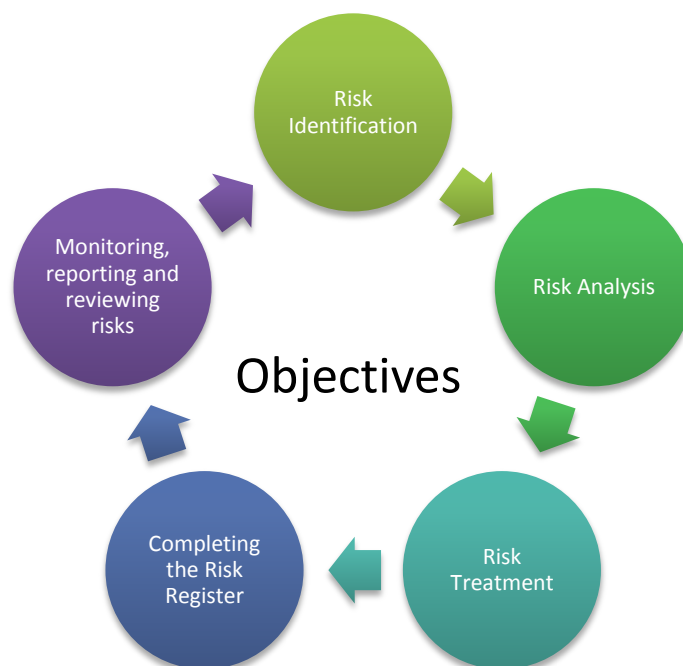 Risk
Identification
Risk Analysis
Risk
Treatment
Completing
the Risk
Register
Monitoring,
reporting and
reviewing
risks
Objectives